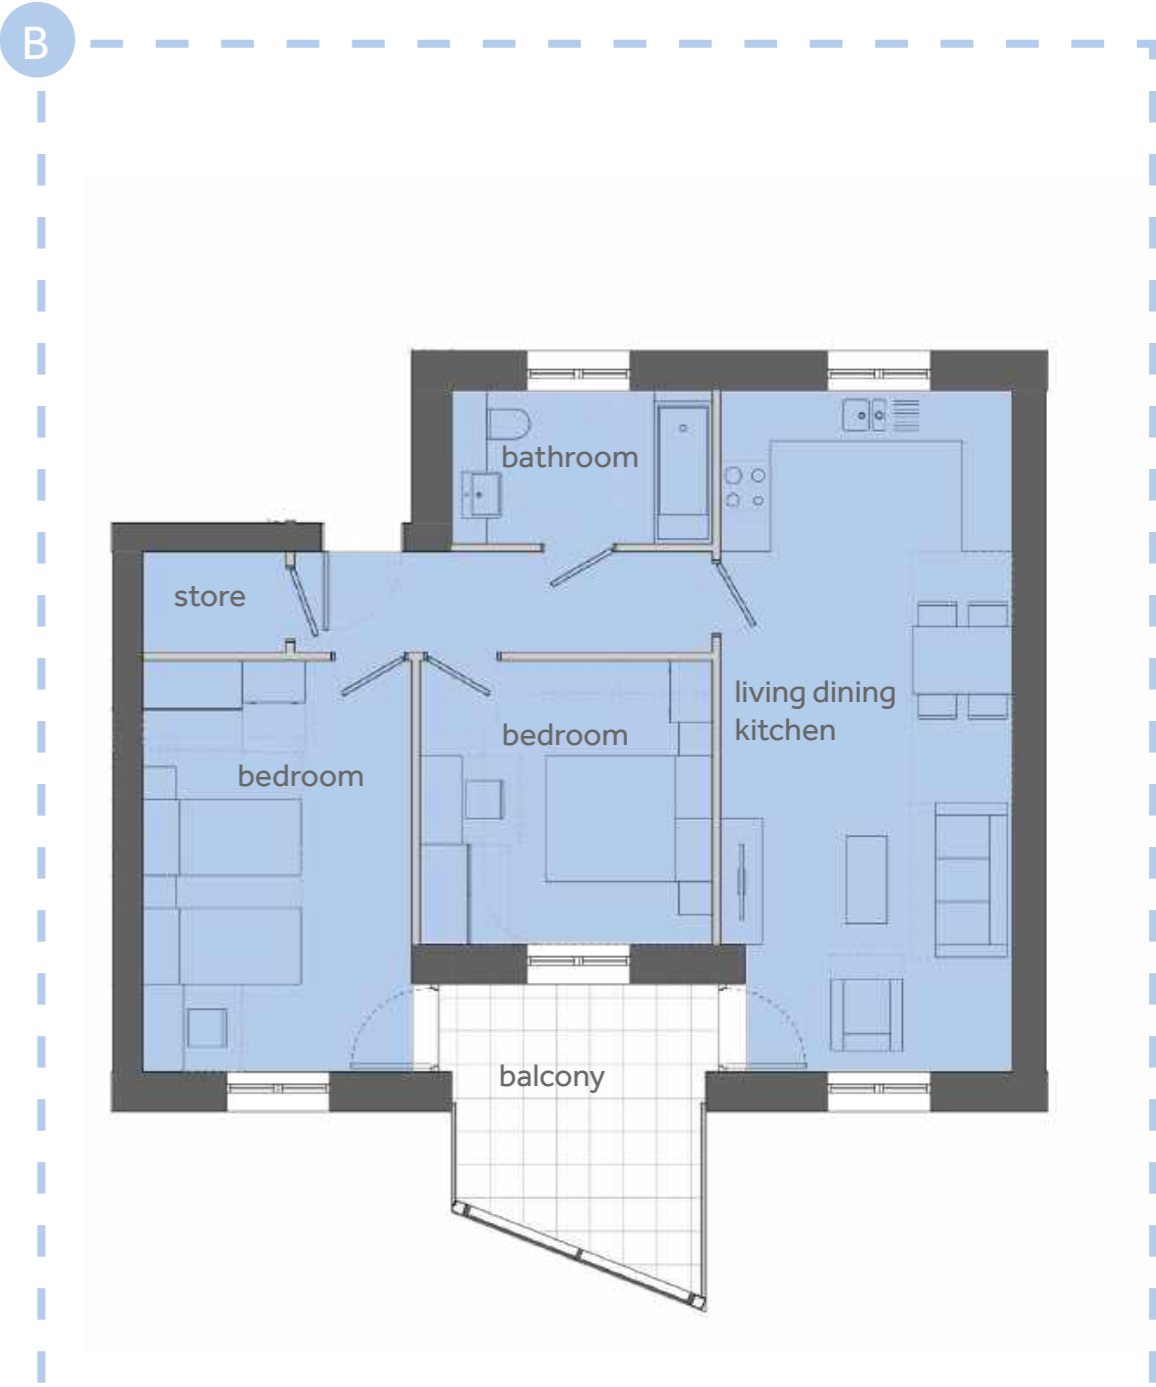 B
bathroom
store
living dining
kitchen
bedroom
bedroom
balcony